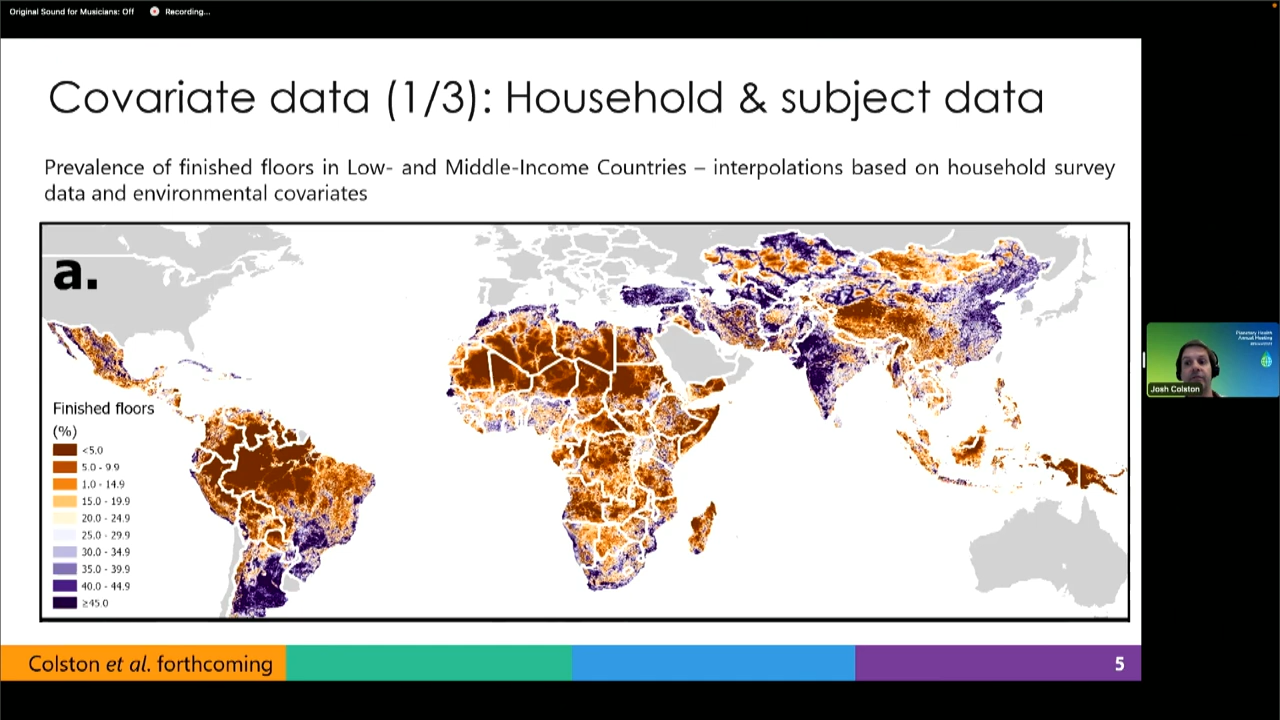 Original Sound for Musicians: Off
Recording...
Covariate data (1/3): Household & subject data
Prevalence of finished floors in Low- and Middle-Income Countries – interpolations based on household survey
data and environmental covariates
a.
Finished floors
(%)
<5.0
5.0 - 9.9
1.0 - 14.9
15.0 - 19.9
20.0 - 24.9
25.0 - 29.9
30.0 - 34.9
35.0 - 39.9
40.0 - 44.9
≥45.0
Planetary Health
Annual Meeting
Josh Colston
Colston et al. forthcoming
5